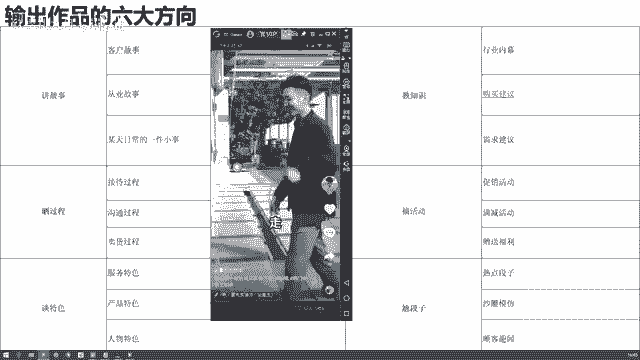 输出作品的六大方向
讲故事
客户故事
从业故事
某天日常的一件小事
晒过程
接待过程
沟通过程
卖货过程
谈特色
服务特色
产品特色
人物特色
走
教知识
行业内幕
购买建议
需求建议
搞活动
促销活动
满减活动
赠送福利
热点段子
沙雕模仿
顾客趣闻